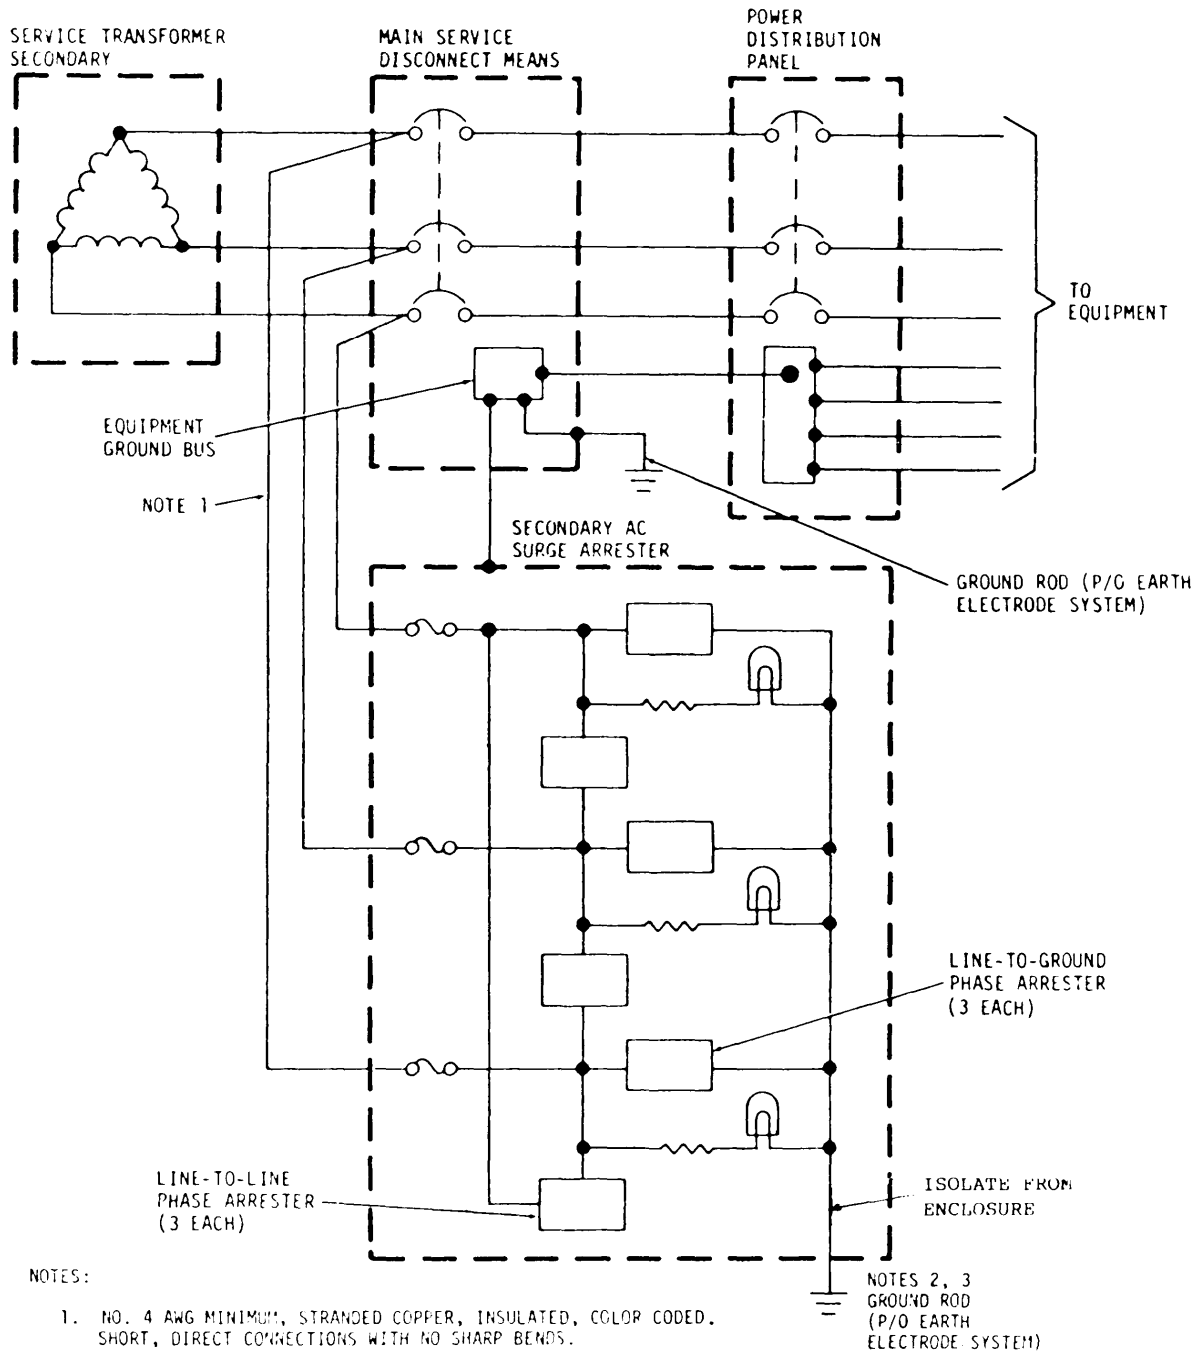 SERVICE TRANSFORMER
SECONDARY
MAIN SERVICE
DISCONNECT MEANS
POWER
DISTRIBUTION
PANEL
TO
EQUIPMENT
EQUIPMENT
GROUND BUS
NOTE 1
SECONDARY AC
SURGE ARRESTER
GROUND ROD (P/O EARTH
ELECTRODE SYSTEM)
LINE-TO-GROUND
PHASE ARRESTER
(3 EACH)
LINE-TO-LINE
PHASE ARRESTER
(3 EACH)
ISOLATE FROM
ENCLOSURE
NOTES:
1. NO. 4 AWG MINIMUM, STRANDED COPPER, INSULATED, COLOR CODED.
SHORT, DIRECT CONNECTIONS WITH NO SHARP BENDS.
NOTES 2, 3
GROUND ROD
(P/O EARTH
ELECTRODE SYSTEM)